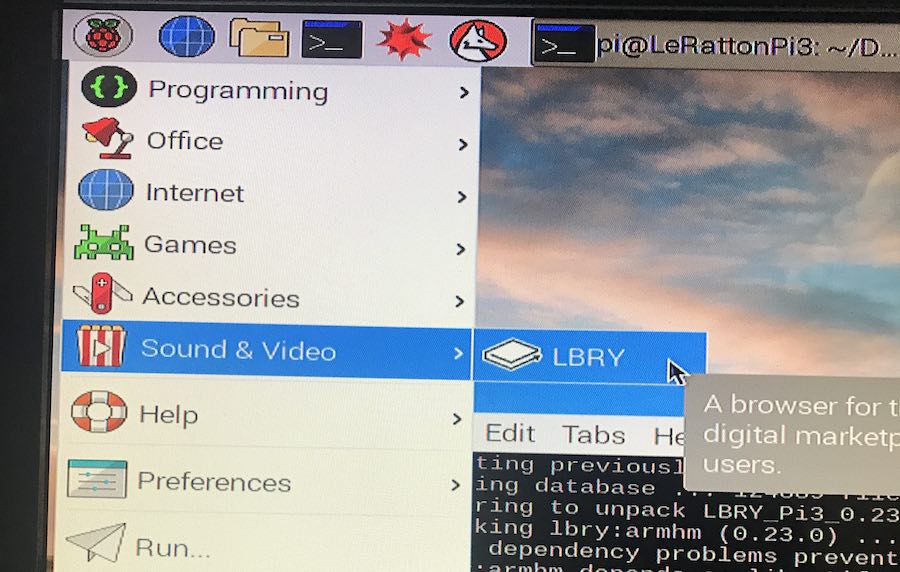 pi@LeRattonPi3: ~/D...
Programming
Office
Internet
Games
Accessories
Sound & Video
LBRY
A browser for t
digital marketp
users.
Help
Preferences
Run...
Edit Tabs He
ting previousl
ing database ...
ring to unpack LBRY_Pi3_0.23
king lbry:armhm (0.23.0) ...
dependency problems prevent